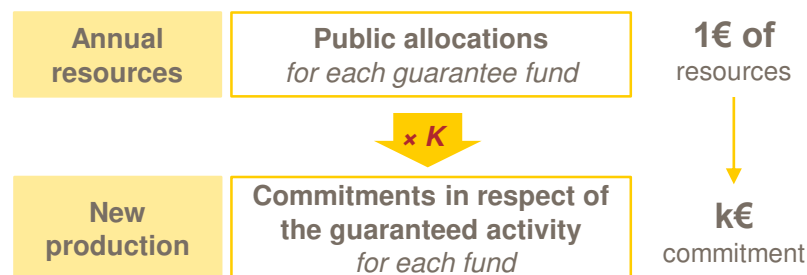 Annual
resources
Public allocations
for each guarantee fund
1€ of
resources
× K
New
production
Commitments in respect of
the guaranteed activity
for each fund
k€
commitment